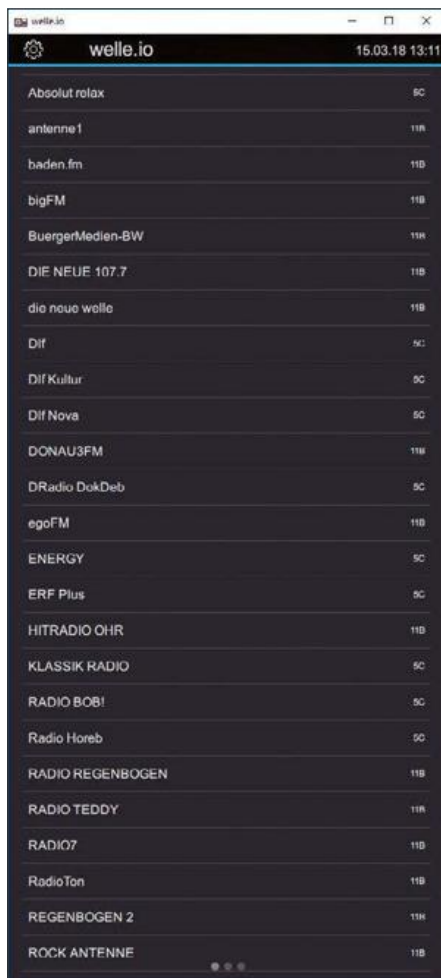 welle.io
welle.io 15.03.18 13:11
Absolut relax 5C
antenne1 11B
baden.fm 11B
bigFM 11B
BuergerMedien-BW 11B
DIE NEUE 107.7 11B
die neue welle 11B
Dlf 5C
Dlf Kultur 5C
Dlf Nova 5C
DONAU3FM 11B
DRadio DokDeb 5C
egoFM 11B
ENERGY 5C
ERF Plus 5C
HITRADIO OHR 11B
KLASSIK RADIO 5C
RADIO BOB! 5C
Radio Horeb 5C
RADIO REGENBOGEN 11B
RADIO TEDDY 11B
RADIO7 11B
RadioTon 11B
REGENBOGEN 2 11B
ROCK ANTENNE 11B